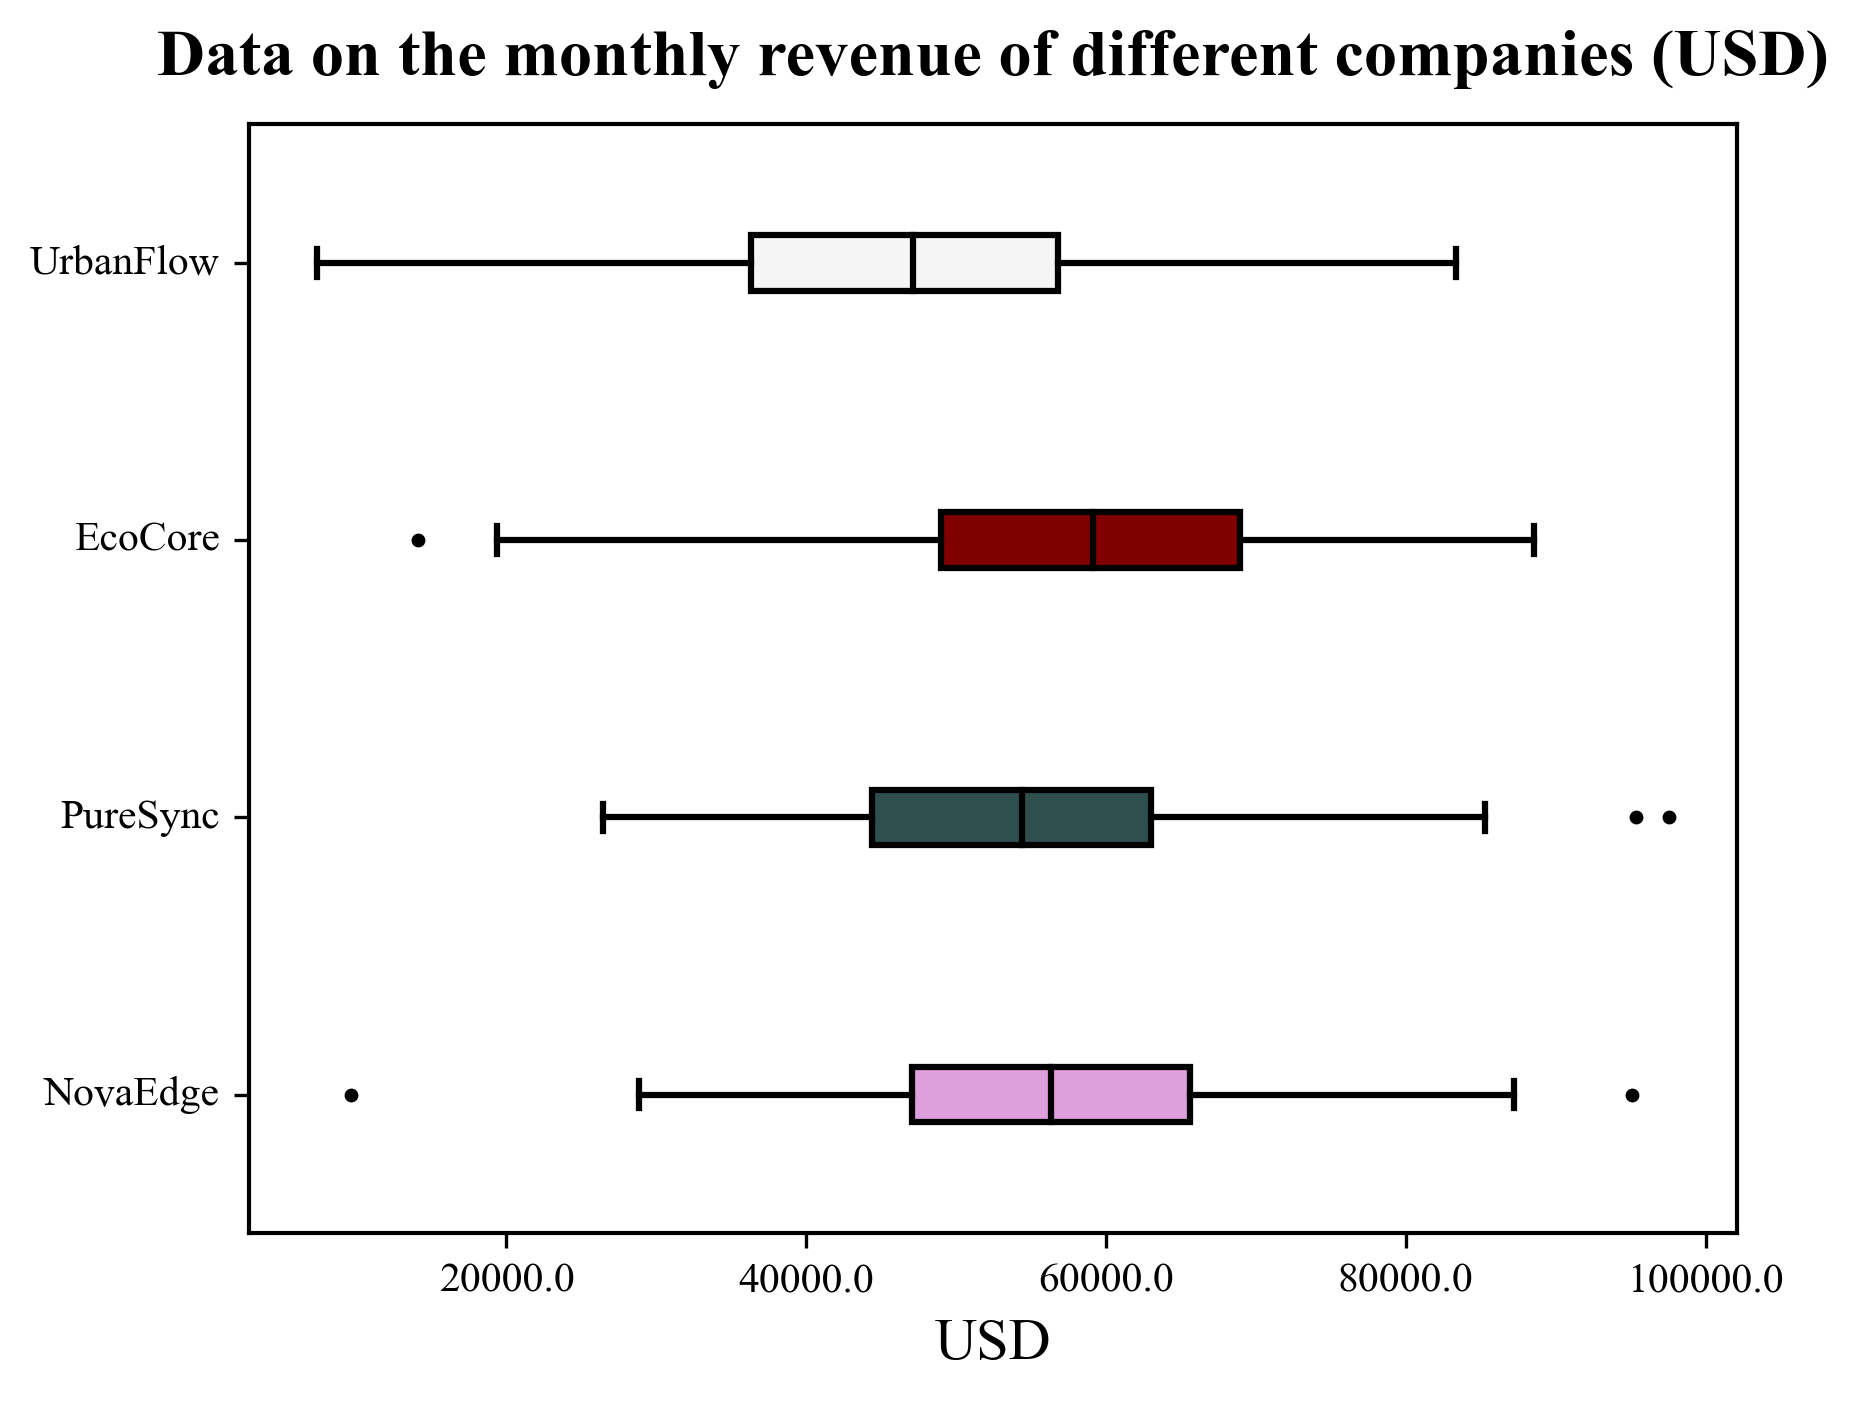 Data on the monthly revenue of different companies (USD)
UrbanFlow
EcoCore
PureSync
NovaEdge
20000.0 40000.0 60000.0 80000.0 100000.0
USD